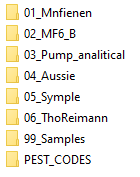 01_Mnfienen
02_MF6_B
03_Pump_analitical
04_Aussie
05_Symple
06_ThoReimann
99_Samples
PEST_CODES